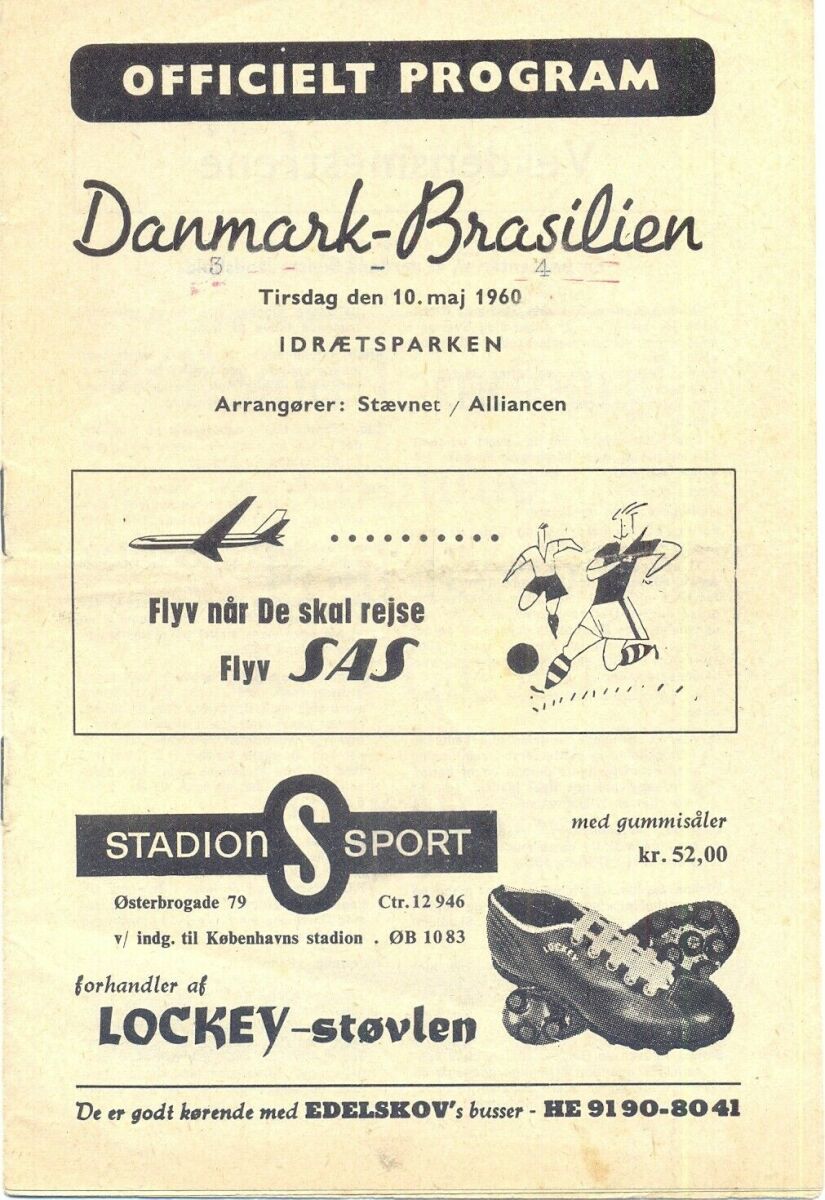 OFFICIELT PROGRAM
Danmark-Brasilien
3 - 4
Tirsdag den 10. maj 1960
IDRÆTSPARKEN
Arrangører: Stævnet / Alliancen
Flyv når De skal rejse
Flyv SAS
STADION S SPORT
med gummisåler
kr. 52,00
Østerbrogade 79 Ctr. 12 946
v/ indg. til Københavns stadion . ØB 1083
forhandler af
LOCKEY-støvlen
LOCKEY
De er godt kørende med EDELSKOV's busser - HE 91 90-80 41